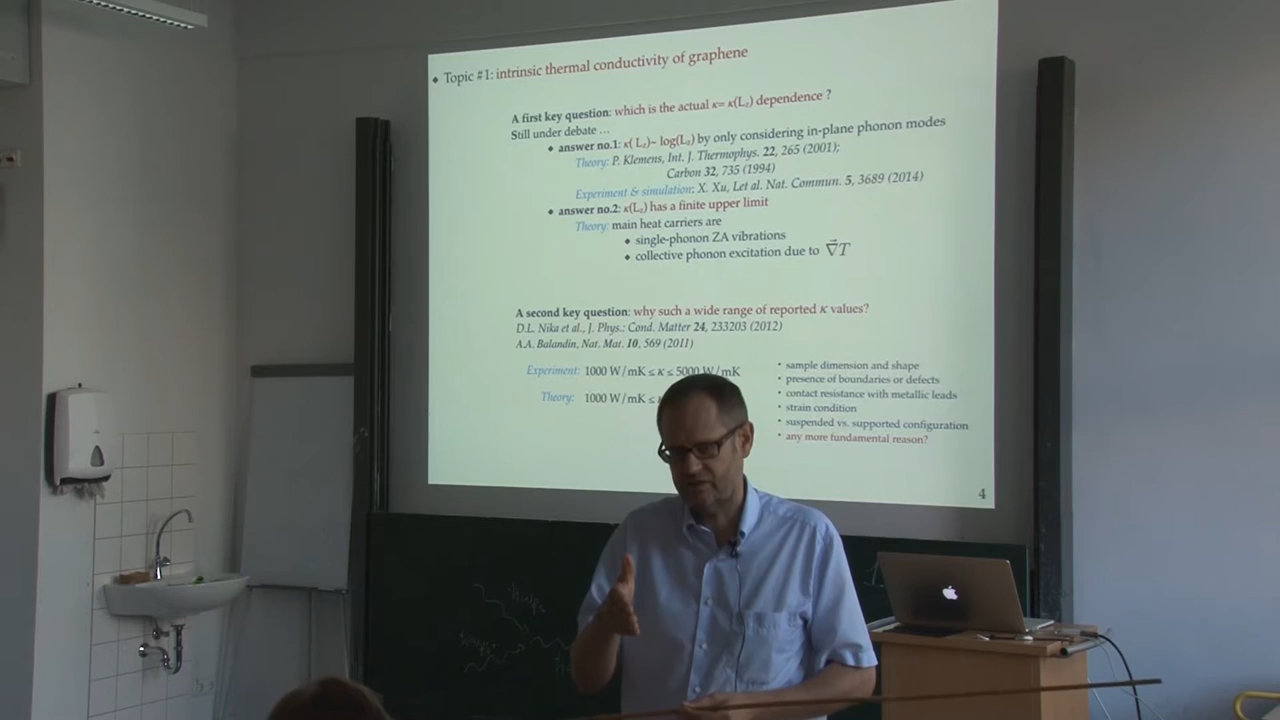 ◆ Topic #1: intrinsic thermal conductivity of graphene
A first key question: which is the actual κ= κ(Lz) dependence ?
Still under debate ...
◆ answer no.1: κ( Lz)~ log(Lz) by only considering in-plane phonon modes
Theory: P. Klemens, Int. J. Thermophys. 22, 265 (2001);
Carbon 32, 735 (1994)
Experiment & simulation: X. Xu, Let al. Nat. Commun. 5, 3689 (2014)
◆ answer no.2: κ(Lz) has a finite upper limit
Theory: main heat carriers are
◆ single-phonon ZA vibrations
◆ collective phonon excitation due to ∇⃗T
A second key question: why such a wide range of reported κ values?
D.L. Nika et al., J. Phys.: Cond. Matter 24, 233203 (2012)
A.A. Balandin, Nat. Mat. 10, 569 (2011)
Experiment: 1000 W/mK ≤ κ ≤ 5000 W/mK
Theory: 1000 W/mK ≤
• sample dimension and shape
• presence of boundaries or defects
• contact resistance with metallic leads
• strain condition
• suspended vs. supported configuration
• any more fundamental reason?
4